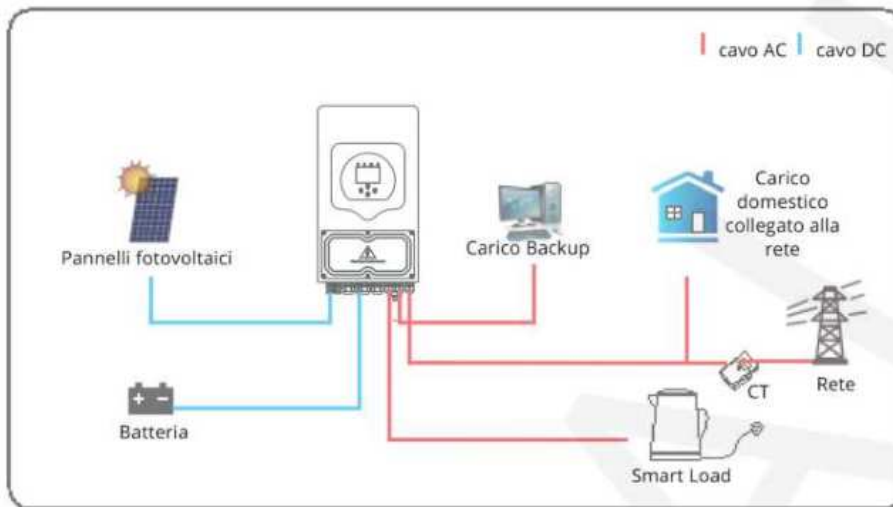 cavo AC cavo DC
Pannelli fotovoltaici
Carico Backup
Carico
domestico
collegato alla
rete
CT
Rete
Batteria
Smart Load